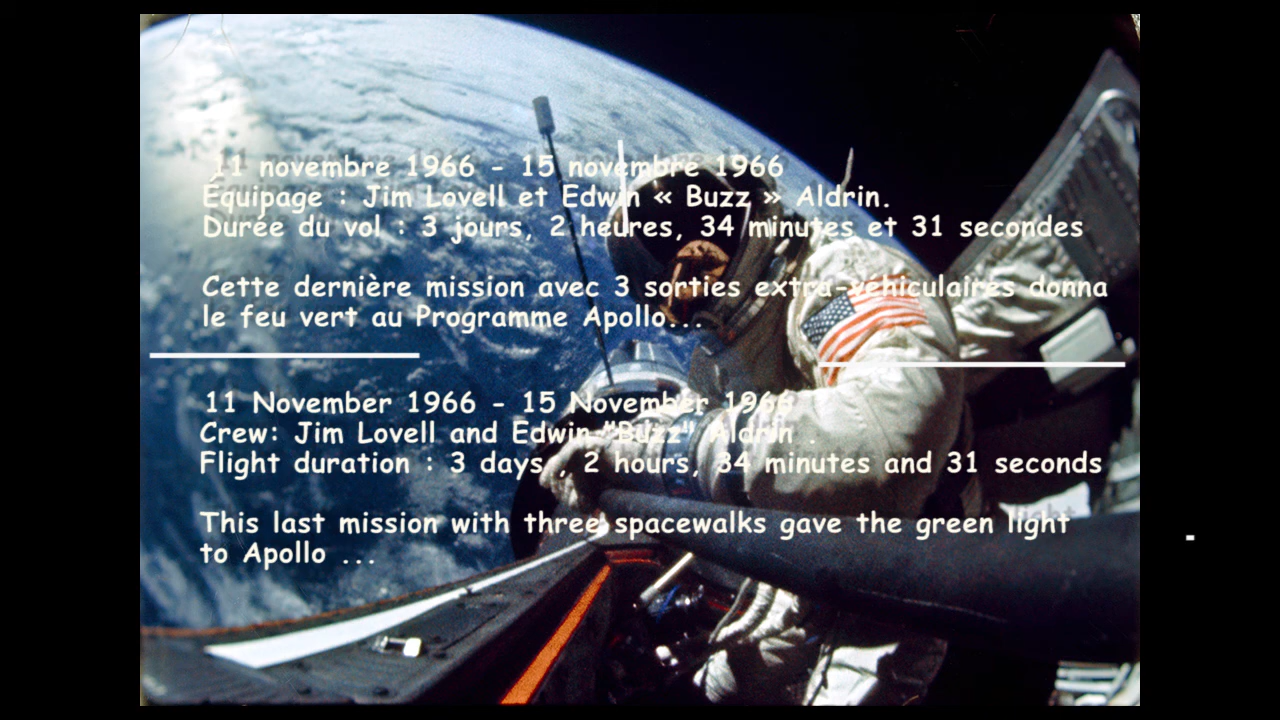 11 novembre 1966 - 15 novembre 1966
Équipage : Jim Lovell et Edwin « Buzz » Aldrin.
Durée du vol : 3 jours, 2 heures, 34 minutes et 31 secondes
Cette dernière mission avec 3 sorties extra-véhiculaires donna
le feu vert au Programme Apollo...
11 November 1966 - 15 November 1966
Crew: Jim Lovell and Edwin "Buzz" Aldrin .
Flight duration : 3 days , 2 hours, 34 minutes and 31 seconds
This last mission with three spacewalks gave the green light
to Apollo ...